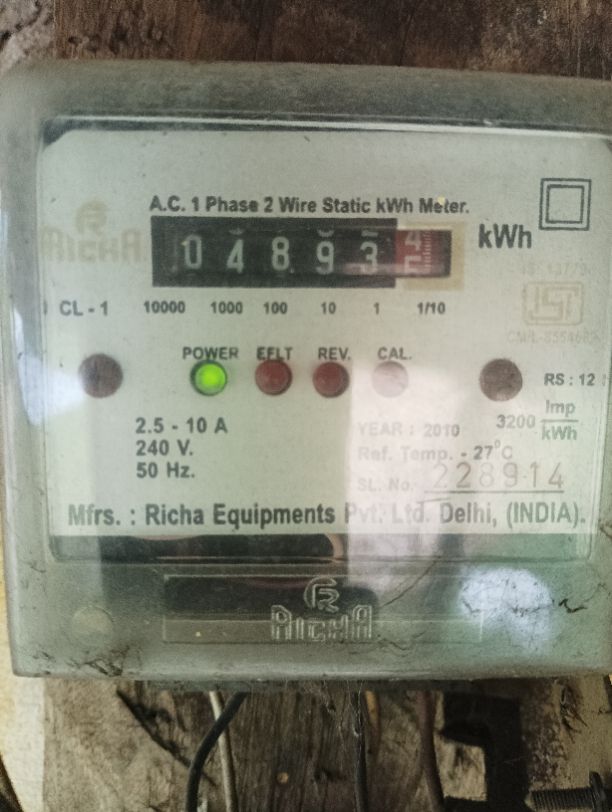 A.C. 1 Phase 2 Wire Static kWh Meter.
RICHA
0 4 8 9 3 4 kWh
CL - 1 10000 1000 100 10 1 1/10
POWER EFLT REV. CAL.
RS : 12
3200 Imp/kWh
2.5 - 10 A
240 V.
50 Hz.
YEAR : 2010
Ref. Temp. - 27°C
SL. No. 228914
Mfrs. : Richa Equipments Pvt. Ltd. Delhi, (INDIA).
RICHA